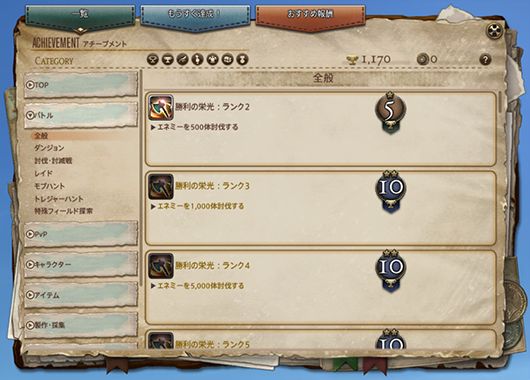 一覧
もうすぐ達成！
おすすめ報酬
ACHIEVEMENT アチーブメント
CATEGORY
1,170
0
?
TOP
バトル
全般
ダンジョン
討伐・討滅戦
レイド
モブハント
トレジャーハント
特殊フィールド探索
PvP
キャラクター
アイテム
製作・採集
全般
勝利の栄光：ランク2
▶エネミーを500体討伐する
5
勝利の栄光：ランク3
▶エネミーを1,000体討伐する
10
勝利の栄光：ランク4
▶エネミーを5,000体討伐する
10
勝利の栄光：ランク5
10